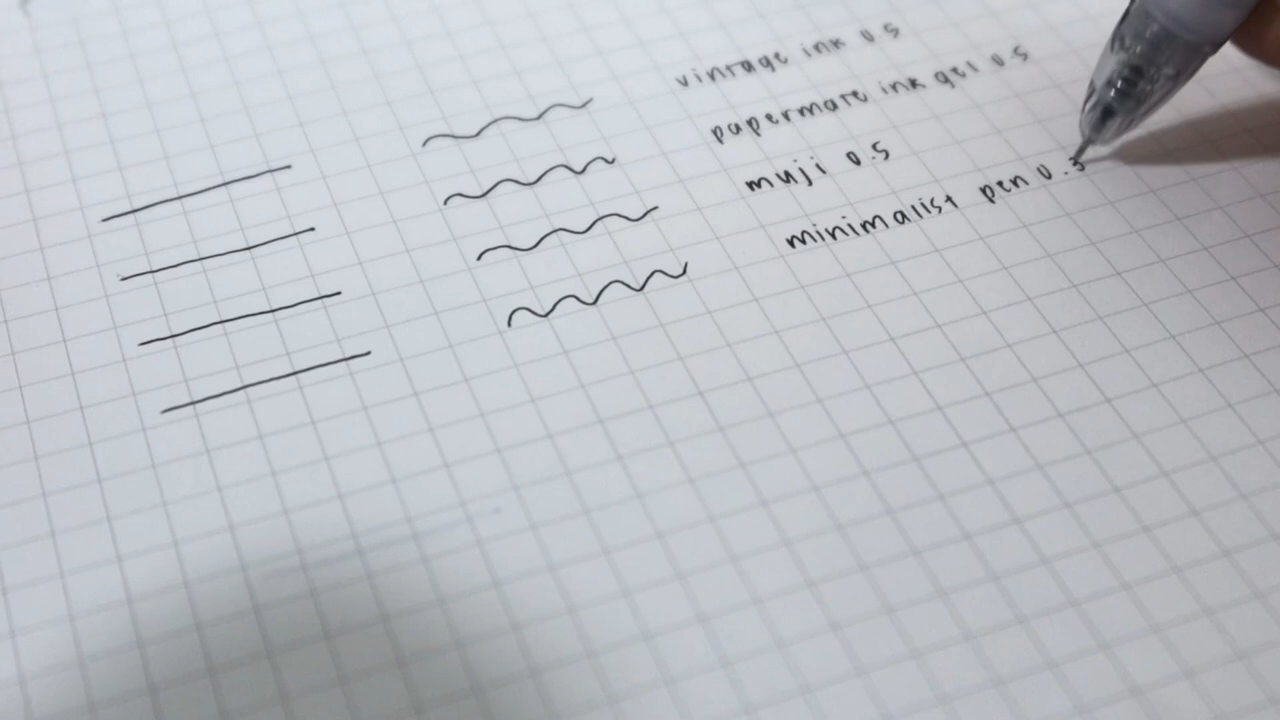 vintage ink 0.5
papermate ink gel 0.5
muji 0.5
minimalist pen 0.3